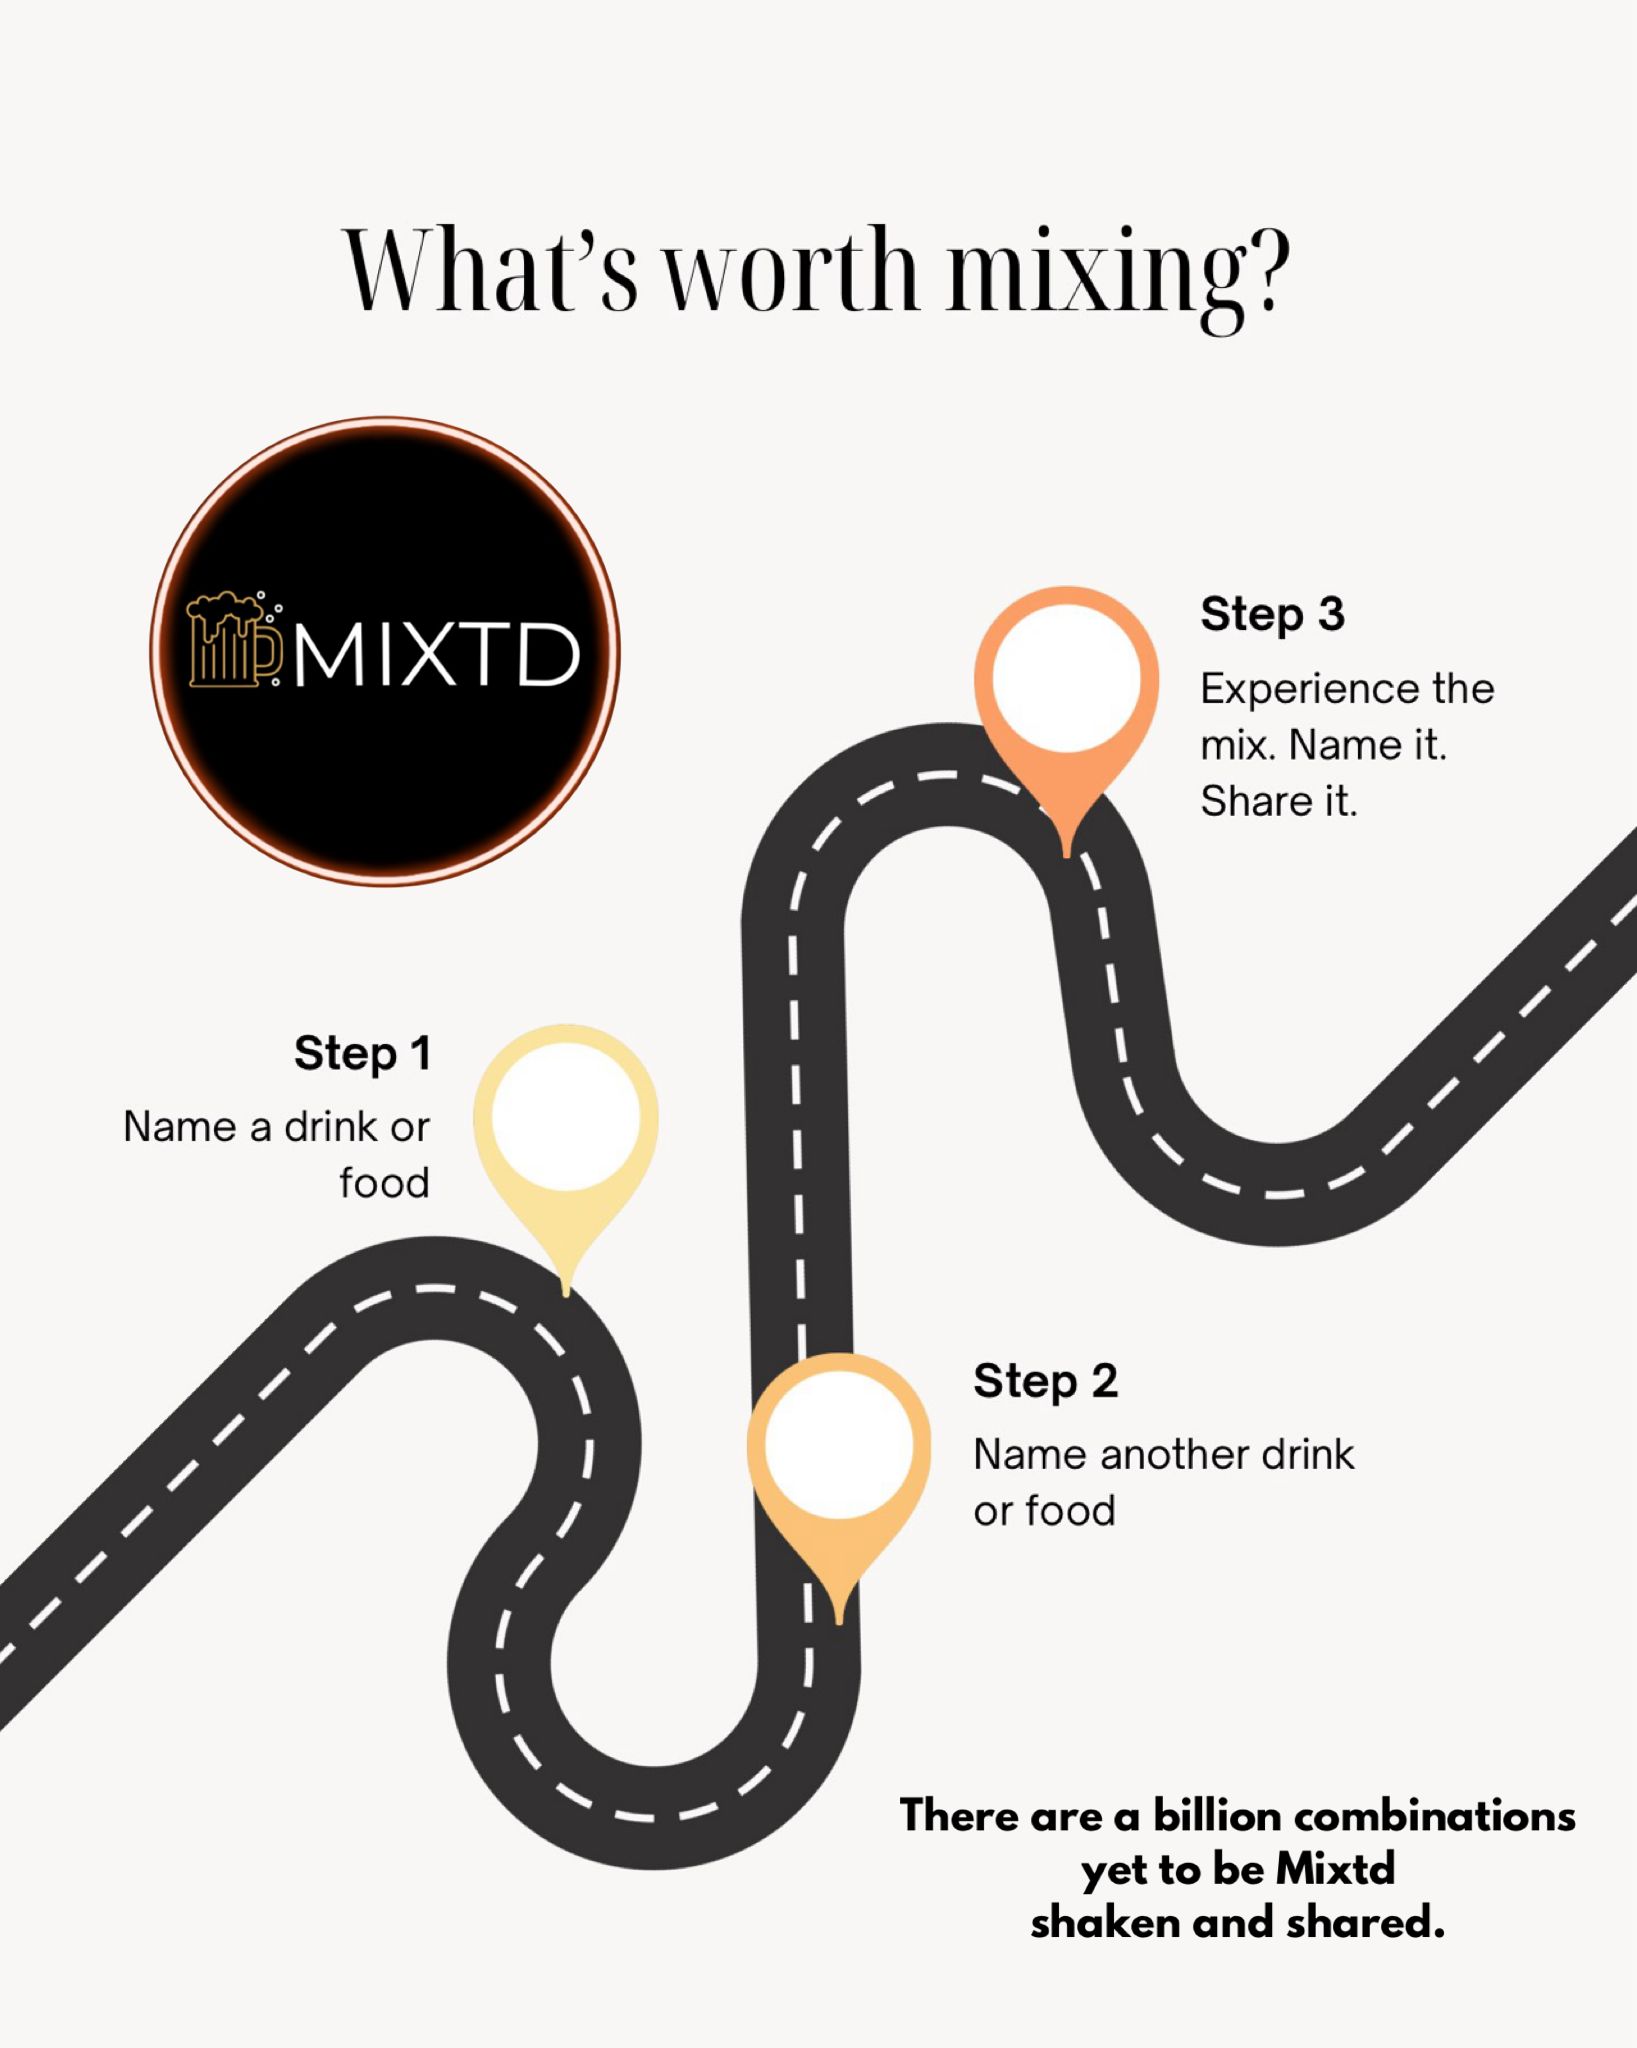 What’s worth mixing?
MIXTD
Step 3
Experience the
mix. Name it.
Share it.
Step 1
Name a drink or
food
Step 2
Name another drink
or food
There are a billion combinations
yet to be Mixtd
shaken and shared.